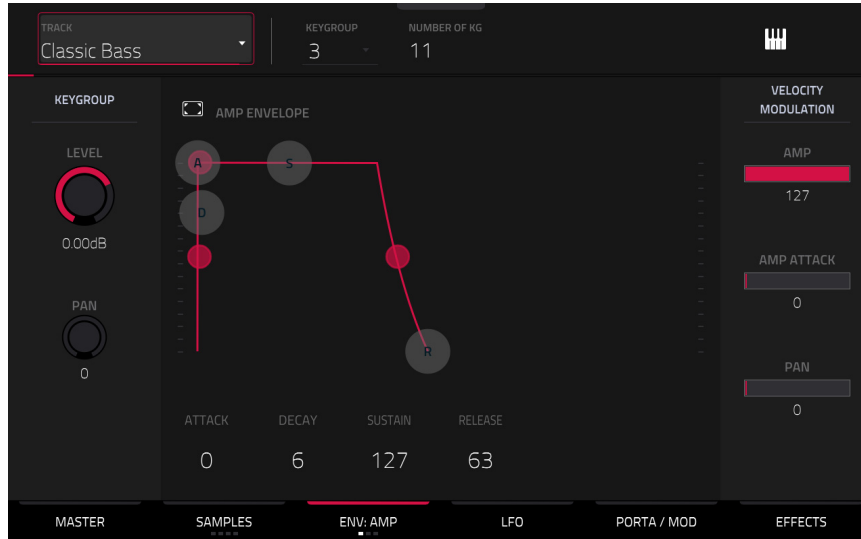 TRACK
Classic Bass
KEYGROUP
3
NUMBER OF KG
11
KEYGROUP
LEVEL
0.00dB
PAN
0
AMP ENVELOPE
A
S
D
R
ATTACK
DECAY
SUSTAIN
RELEASE
0
6
127
63
VELOCITY
MODULATION
AMP
127
AMP ATTACK
0
PAN
0
MASTER
SAMPLES
ENV: AMP
LFO
PORTA / MOD
EFFECTS